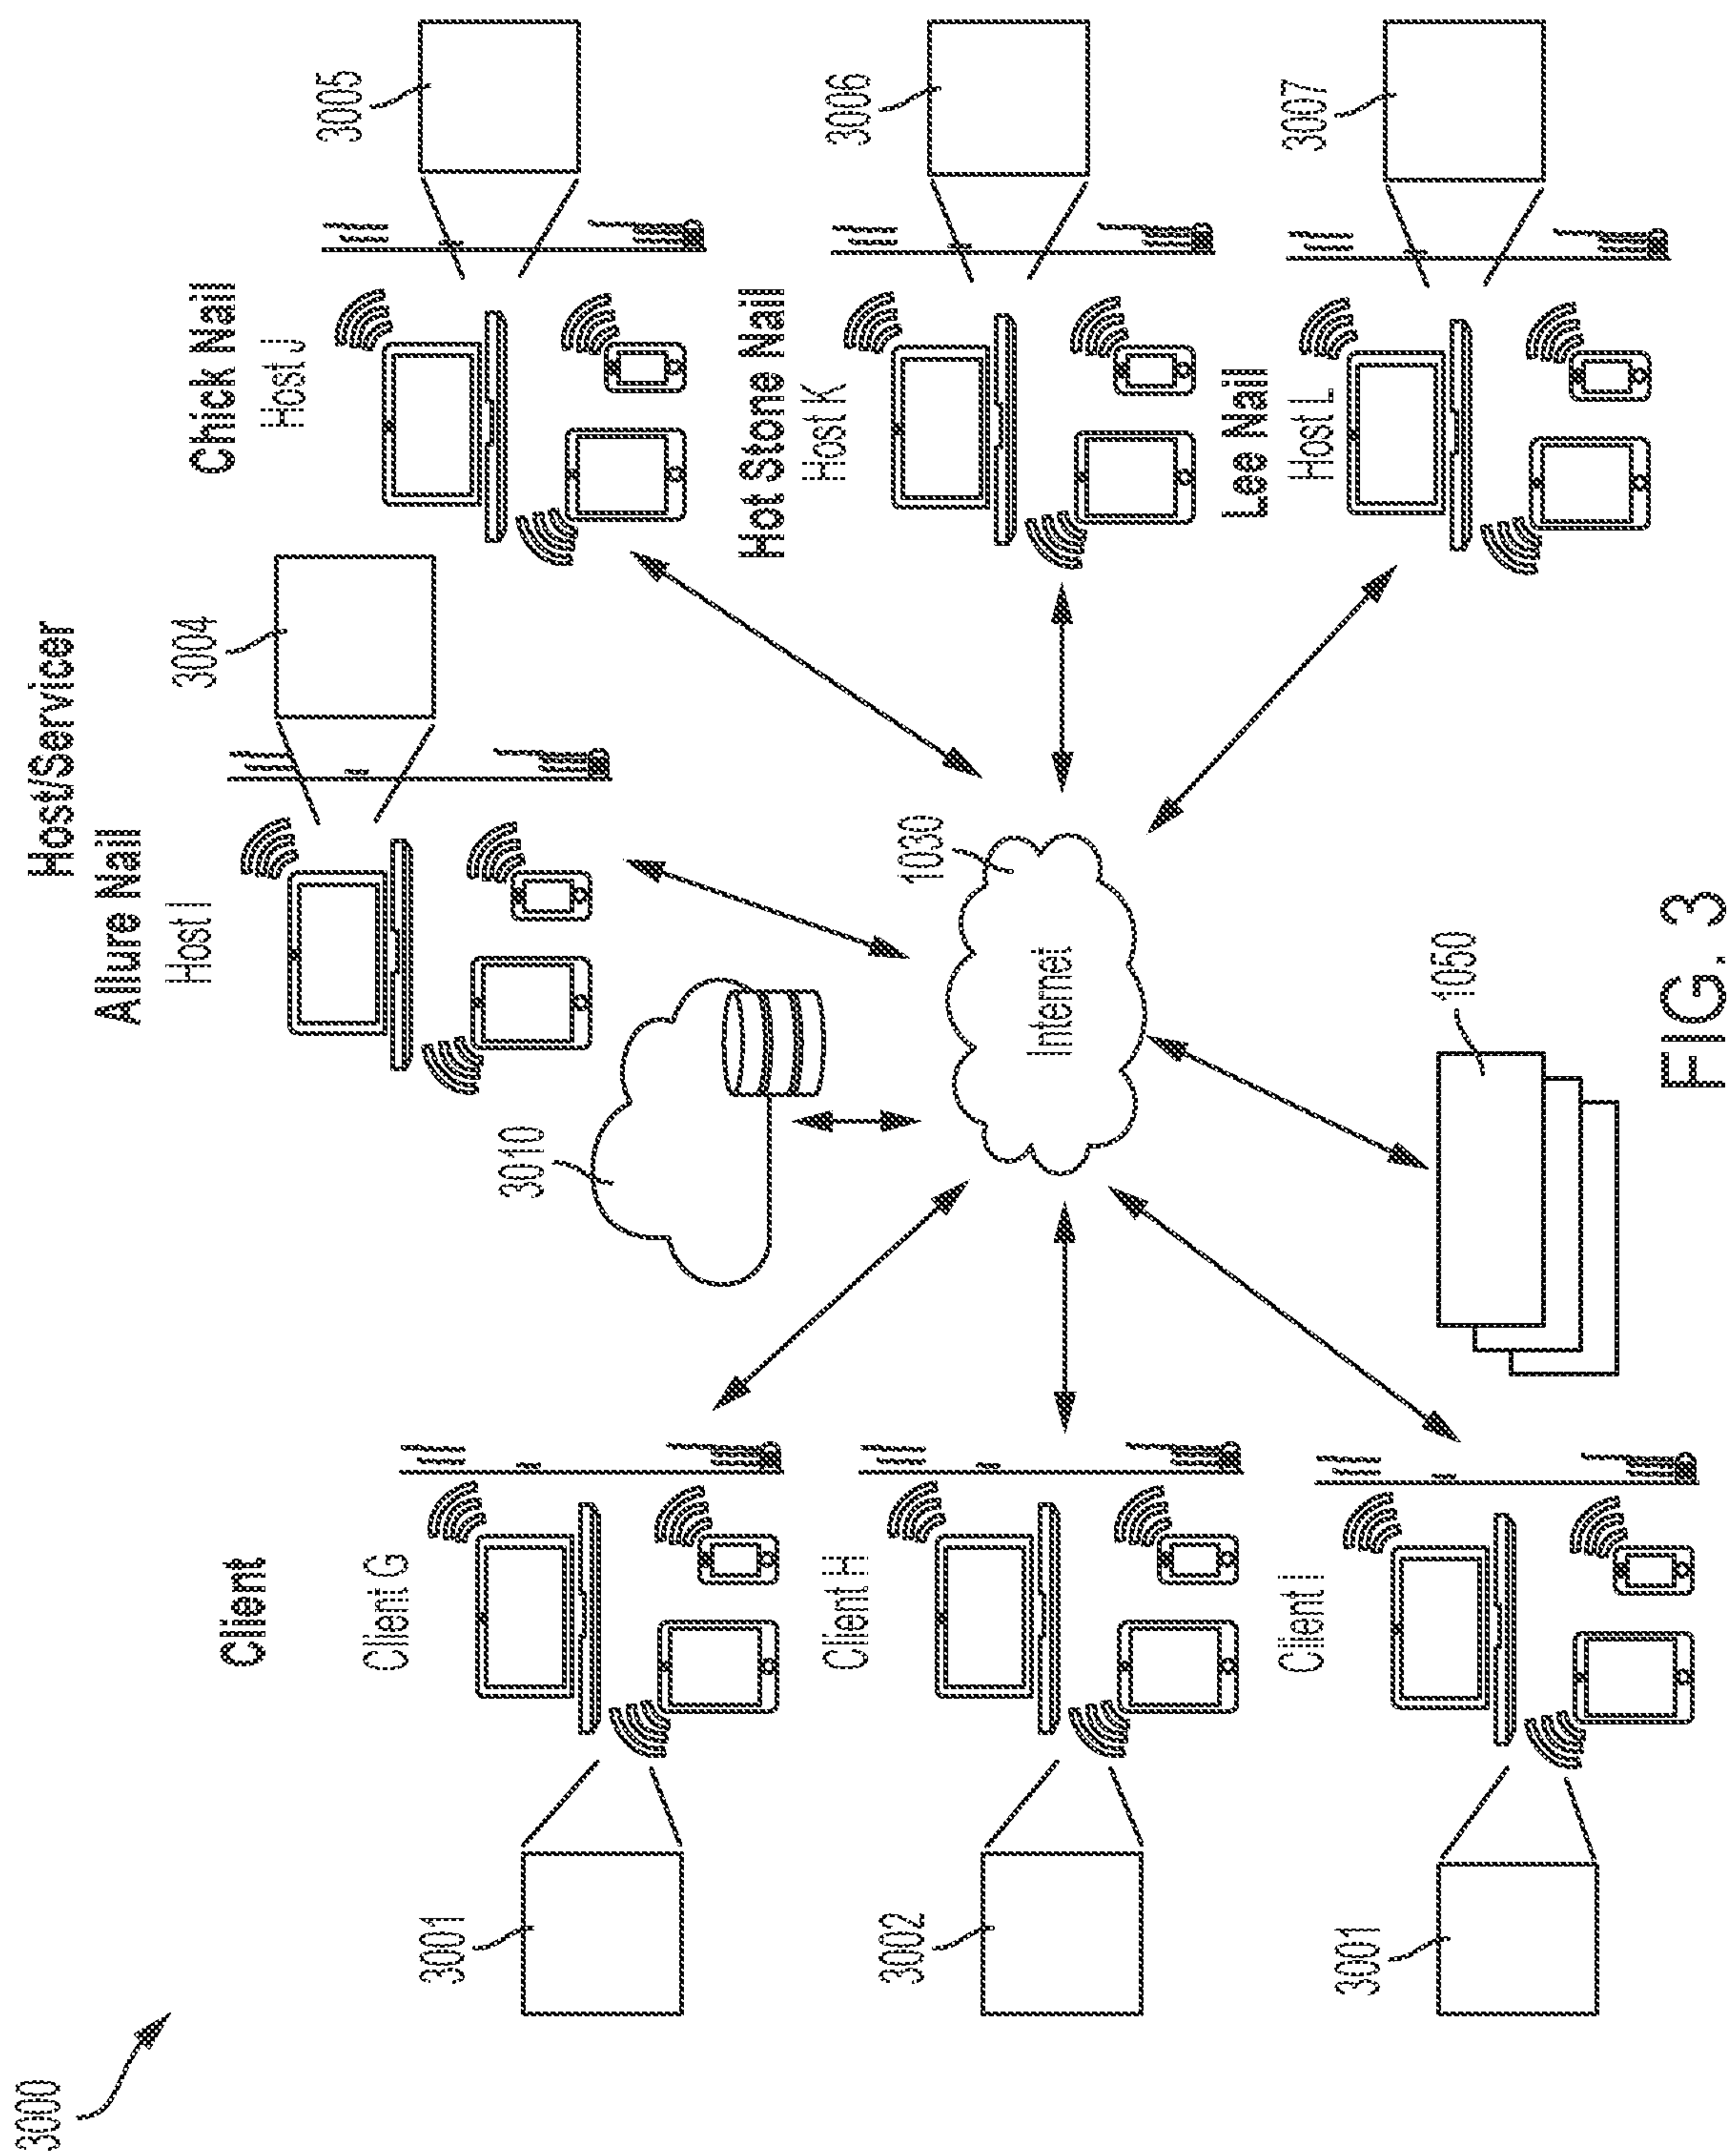 3000
Host/Servicer
Client
Allure Nail
Host I
3004
Chick Nail
Host J
3005
Client G
3001
3010
Hot Stone Nail
Host K
3006
Client H
3002
1030
Internet
Lee Nail
Host L
3007
Client I
3001
1050
FIG. 3